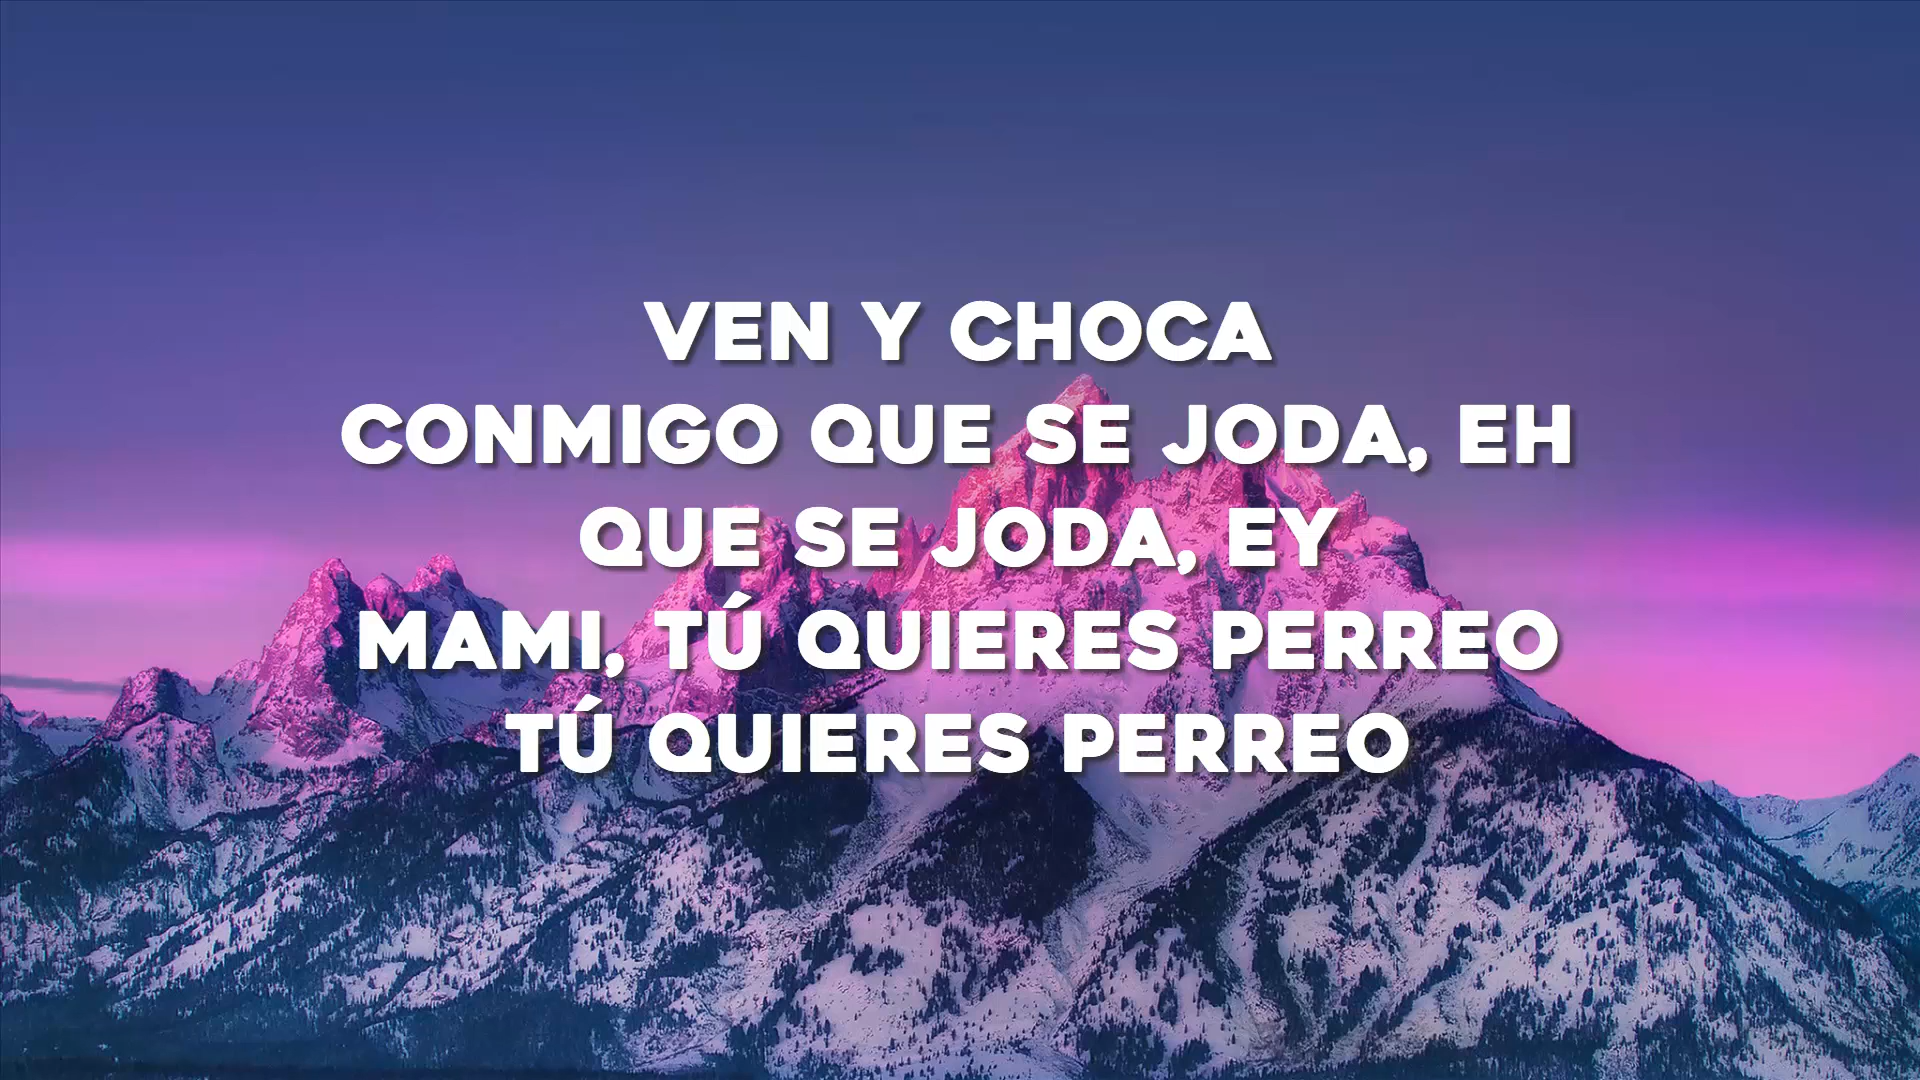 VEN Y CHOCA
CONMIGO QUE SE JODA, EH
QUE SE JODA, EY
MAMI, TÚ QUIERES PERREO
TÚ QUIERES PERREO